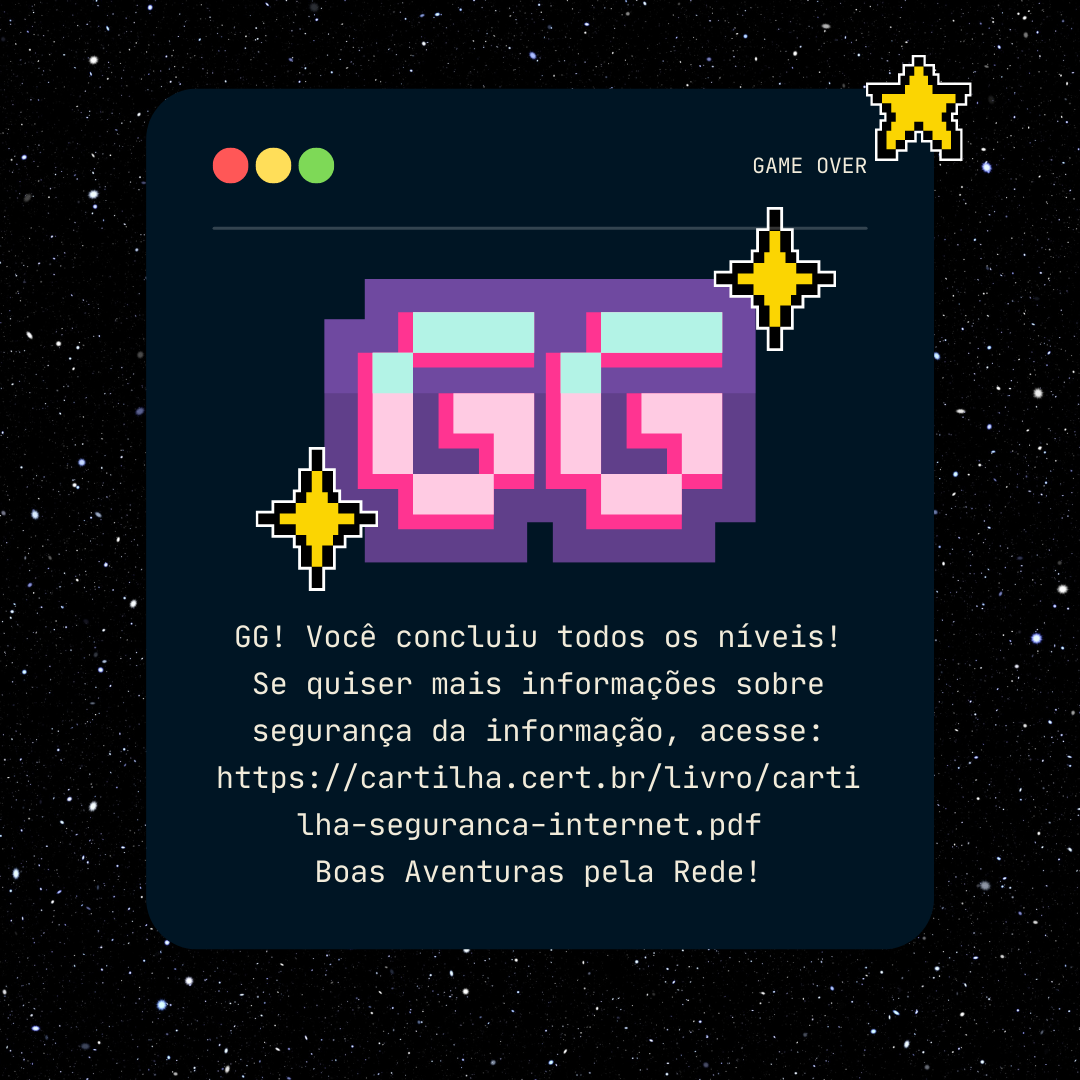 GAME OVER
GG
GG! Você concluiu todos os níveis!
Se quiser mais informações sobre
segurança da informação, acesse:
https://cartilha.cert.br/livro/carti
lha-seguranca-internet.pdf
Boas Aventuras pela Rede!